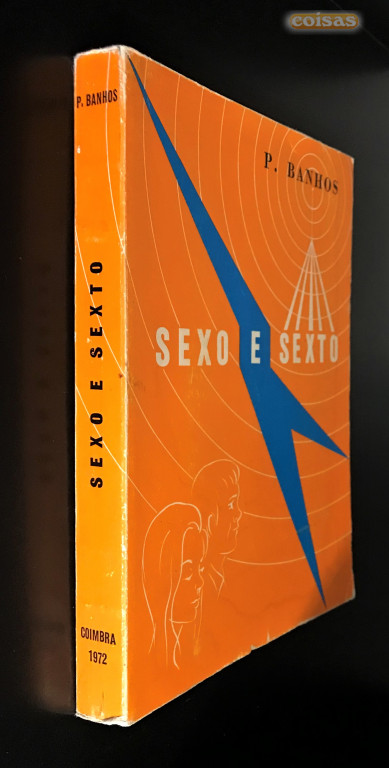 coisas
P. BANHOS
SEXO E SEXTO
COIMBRA
1972
P. BANHOS
SEXO E SEXTO